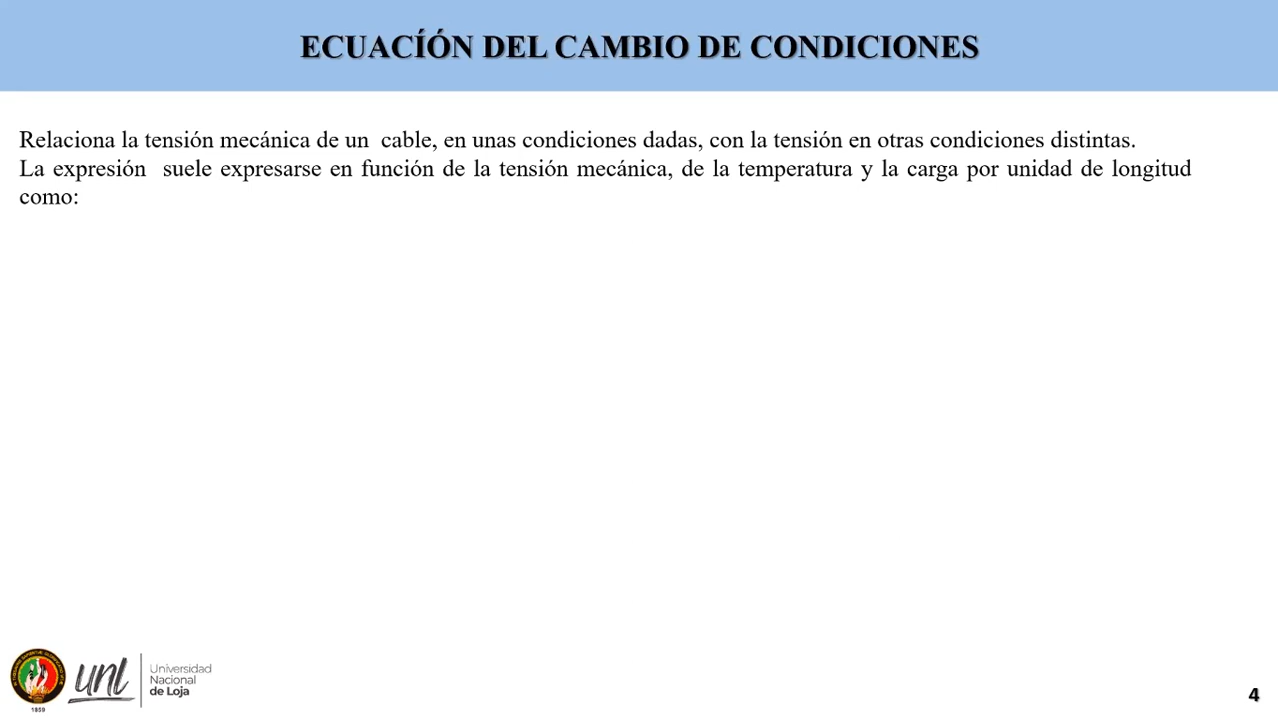 ECUACÍÓN DEL CAMBIO DE CONDICIONES
Relaciona la tensión mecánica de un cable, en unas condiciones dadas, con la tensión en otras condiciones distintas.
La expresión suele expresarse en función de la tensión mecánica, de la temperatura y la carga por unidad de longitud
como:
unl
Universidad
Nacional
de Loja
1859
4